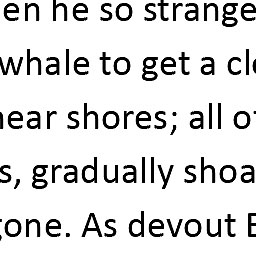 en he so strange
whale to get a cl
near shores; all o
s, gradually shoa
gone. As devout E